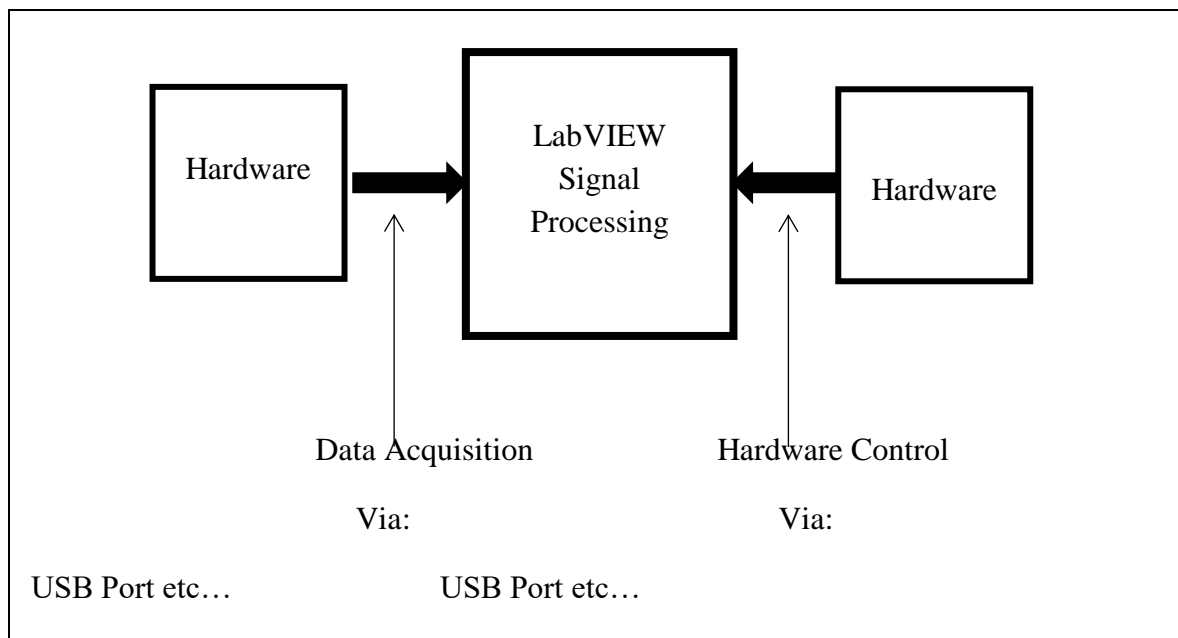 Hardware
LabVIEW
Signal
Processing
Hardware
Data Acquisition
Hardware Control
Via:
Via:
USB Port etc…
USB Port etc…